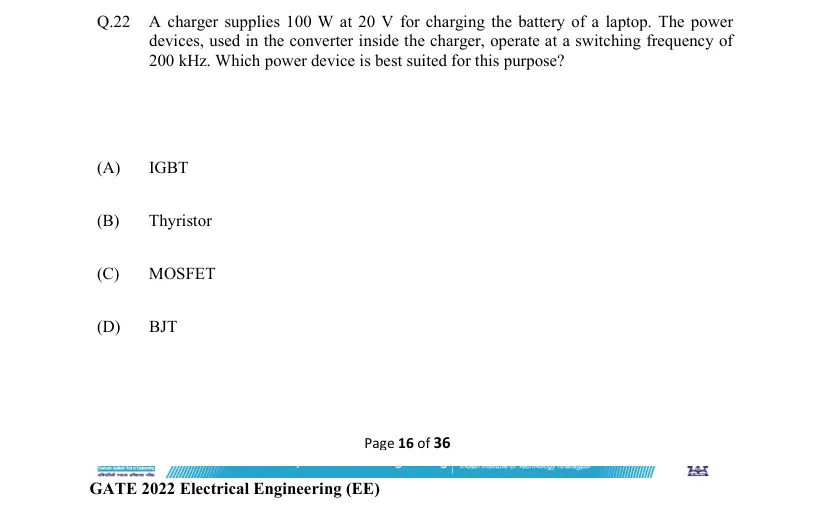 Q.22 A charger supplies 100 W at 20 V for charging the battery of a laptop. The power
devices, used in the converter inside the charger, operate at a switching frequency of
200 kHz. Which power device is best suited for this purpose?
(A) IGBT
(B) Thyristor
(C) MOSFET
(D) BJT
Page 16 of 36
GATE 2022 Electrical Engineering (EE)